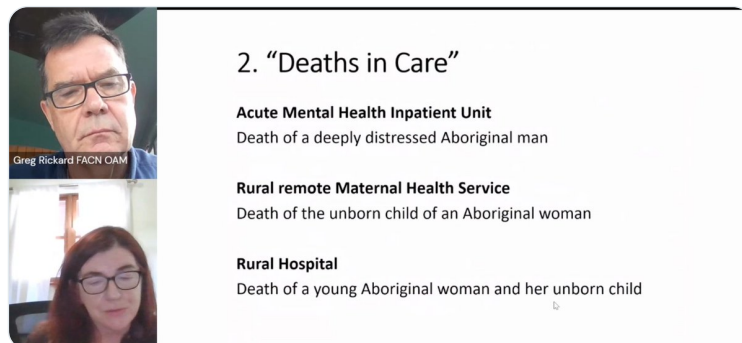 2. “Deaths in Care”
Acute Mental Health Inpatient Unit
Death of a deeply distressed Aboriginal man
Greg Rickard FACN OAM
Rural remote Maternal Health Service
Death of the unborn child of an Aboriginal woman
Rural Hospital
Death of a young Aboriginal woman and her unborn child